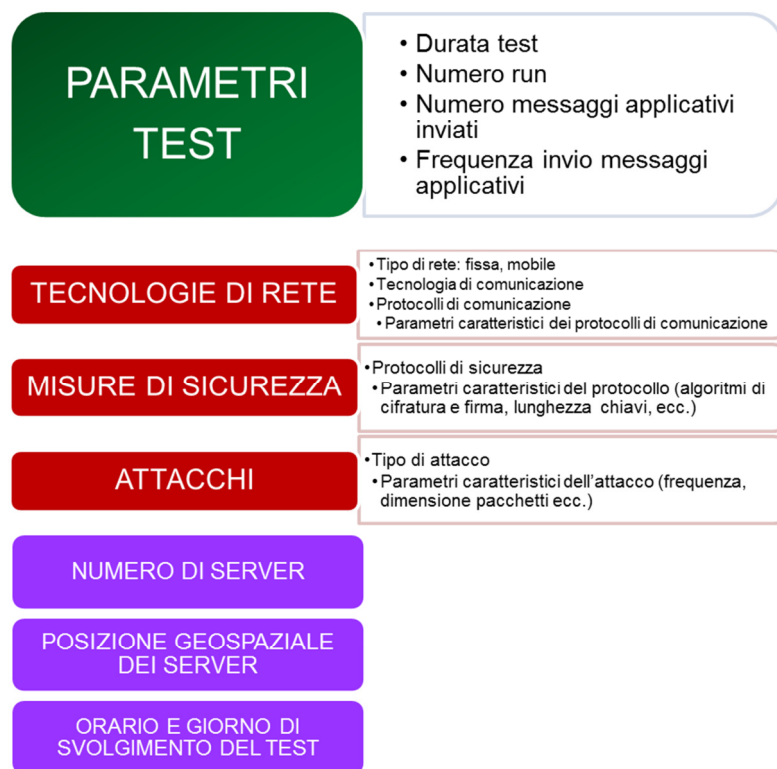 PARAMETRI
TEST
• Durata test
• Numero run
• Numero messaggi applicativi
inviati
• Frequenza invio messaggi
applicativi
TECNOLOGIE DI RETE
•Tipo di rete: fissa, mobile
•Tecnologia di comunicazione
•Protocolli di comunicazione
•Parametri caratteristici dei protocolli di comunicazione
MISURE DI SICUREZZA
•Protocolli di sicurezza
•Parametri caratteristici del protocollo (algoritmi di
cifratura e firma, lunghezza chiavi, ecc.)
ATTACCHI
•Tipo di attacco
•Parametri caratteristici dell'attacco (frequenza,
dimensione pacchetti ecc.)
NUMERO DI SERVER
POSIZIONE GEOSPAZIALE
DEI SERVER
ORARIO E GIORNO DI
SVOLGIMENTO DEL TEST